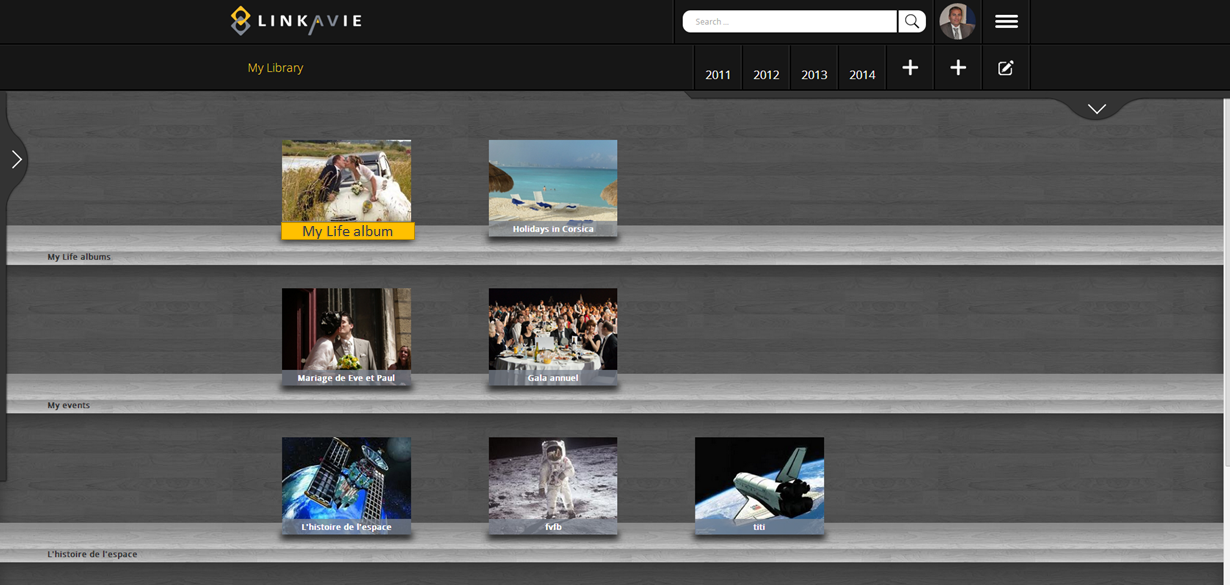 LINKAVIE
Search ...
My Library
2011
2012
2013
2014
My Life album
Holidays in Corsica
My Life albums
Mariage de Eve et Paul
Gala annuel
My events
L'histoire de l'espace
fvfb
titi
L'histoire de l'espace